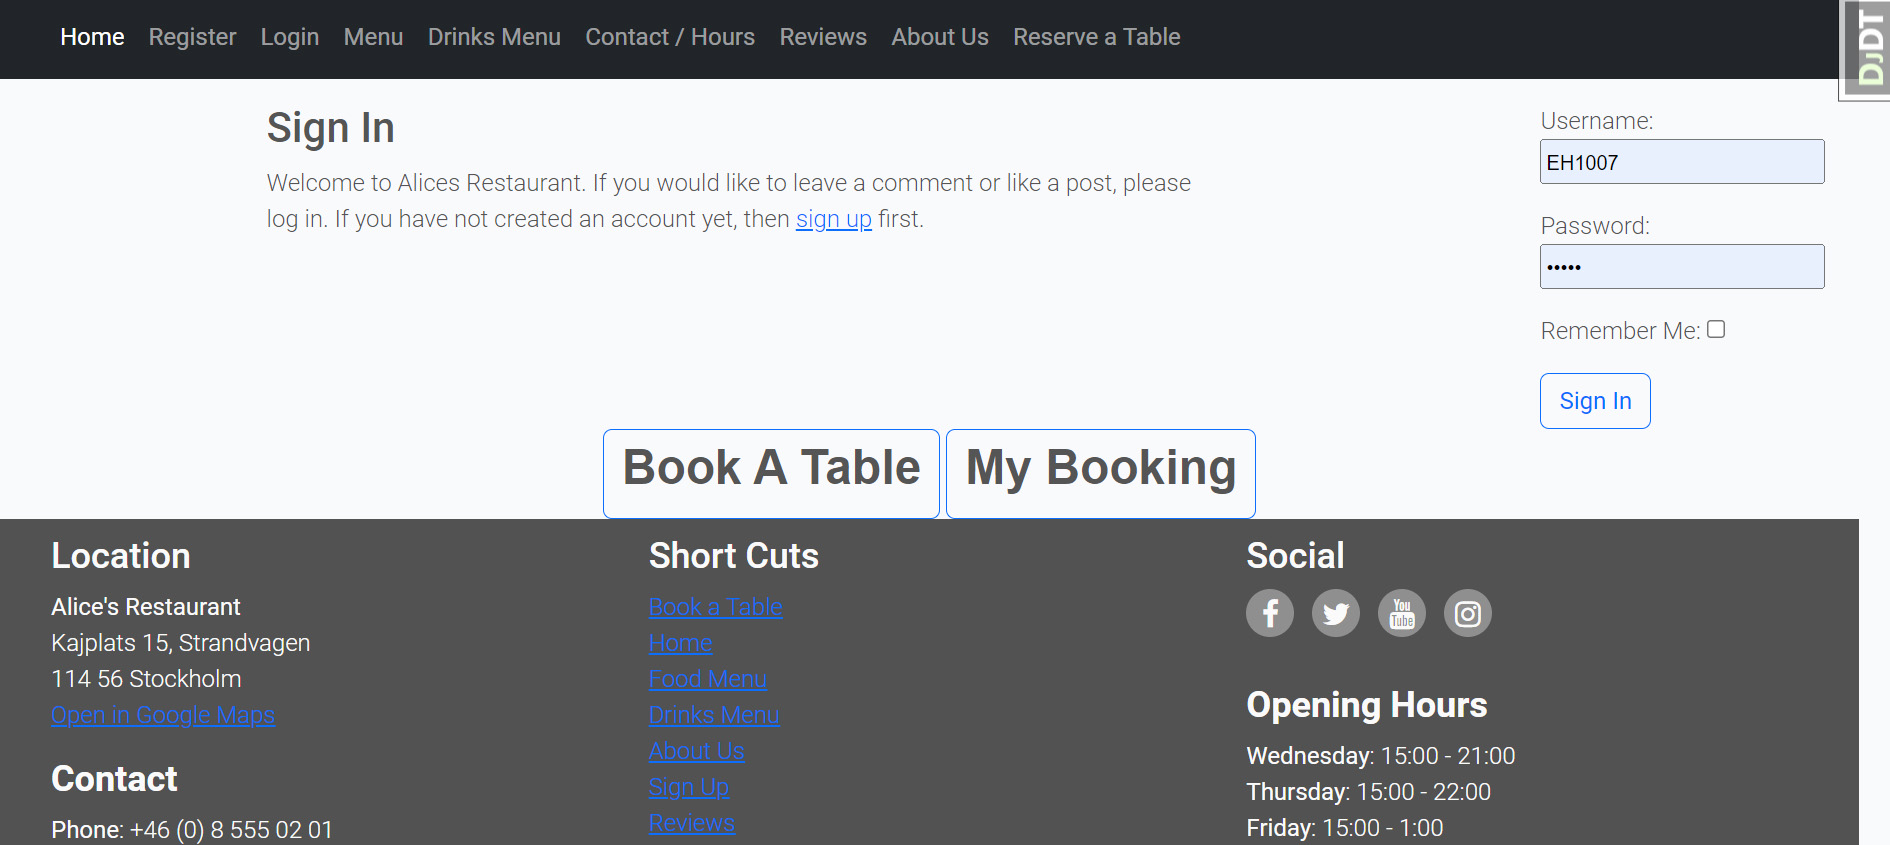 Home Register Login Menu Drinks Menu Contact / Hours Reviews About Us Reserve a Table
DJDT
Sign In
Welcome to Alices Restaurant. If you would like to leave a comment or like a post, please
log in. If you have not created an account yet, then sign up first.
Username:
EH1007
Password:
•••••
Remember Me:
Sign In
Book A Table
My Booking
Location
Alice's Restaurant
Kajplats 15, Strandvagen
114 56 Stockholm
Open in Google Maps
Contact
Phone: +46 (0) 8 555 02 01
Short Cuts
Book a Table
Home
Food Menu
Drinks Menu
About Us
Sign Up
Reviews
Social
You Tube
Opening Hours
Wednesday: 15:00 - 21:00
Thursday: 15:00 - 22:00
Friday: 15:00 - 1:00